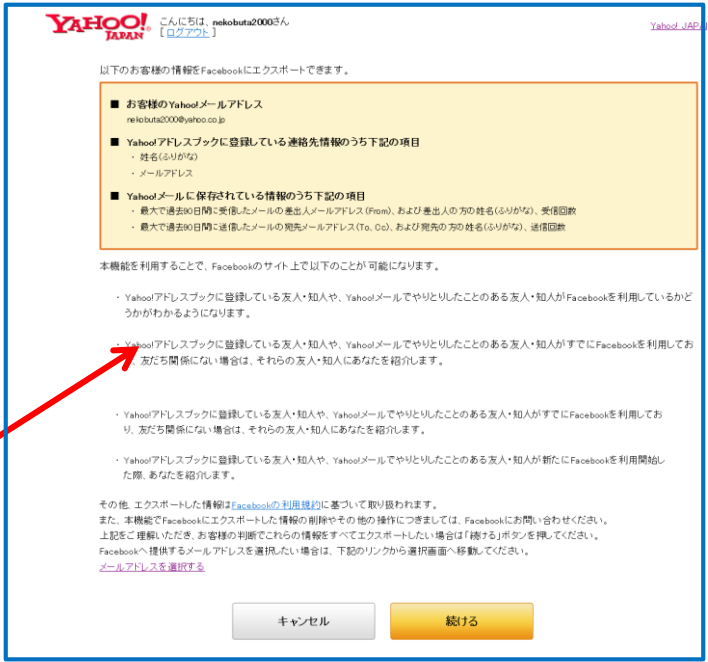 YAHOO! JAPAN
こんにちは、nekobuta2000さん
[ ログアウト ]
Yahoo! JAPA
以下のお客様の情報をFacebookにエクスポートできます。
■ お客様のYahoo!メールアドレス
nekobuta2000@yahoo.co.jp
■ Yahoo!アドレスブックに登録している連絡先情報のうち下記の項目
・ 姓名(ふりがな)
・ メールアドレス
■ Yahoo!メールに保存されている情報のうち下記の項目
・ 最大で過去90日間に受信したメールの差出人メールアドレス(From)、および差出人の方の姓名(ふりがな)、受信回数
・ 最大で過去90日間に送信したメールの宛先メールアドレス(To、Cc)、および宛先の方の姓名(ふりがな)、送信回数
本機能を利用することで、Facebookのサイト上で以下のことが可能になります。
・ Yahoo!アドレスブックに登録している友人・知人や、Yahoo!メールでやりとりしたことのある友人・知人がFacebookを利用しているかど
うかがわかるようになります。
・ Yahoo!アドレスブックに登録している友人・知人や、Yahoo!メールでやりとりしたことのある友人・知人がすでにFacebookを利用してお
、友だち関係にない場合は、それらの友人・知人にあなたを紹介します。
・ Yahoo!アドレスブックに登録している友人・知人や、Yahoo!メールでやりとりしたことのある友人・知人がすでにFacebookを利用してお
り、友だち関係にない場合は、それらの友人・知人にあなたを紹介します。
・ Yahoo!アドレスブックに登録している友人・知人や、Yahoo!メールでやりとりしたことのある友人・知人が新たにFacebookを利用開始し
た際、あなたを紹介します。
その他、エクスポートした情報はFacebookの利用規約に基づいて取り扱われます。
また、本機能でFacebookにエクスポートした情報の削除やその他の操作につきましては、Facebookにお問い合わせください。
上記をご理解いただき、お客様の判断でこれらの情報をすべてエクスポートしたい場合は「続ける」ボタンを押してください。
Facebookへ提供するメールアドレスを選択したい場合は、下記のリンクから選択画面へ移動してください。
メールアドレスを選択する
キャンセル
続ける